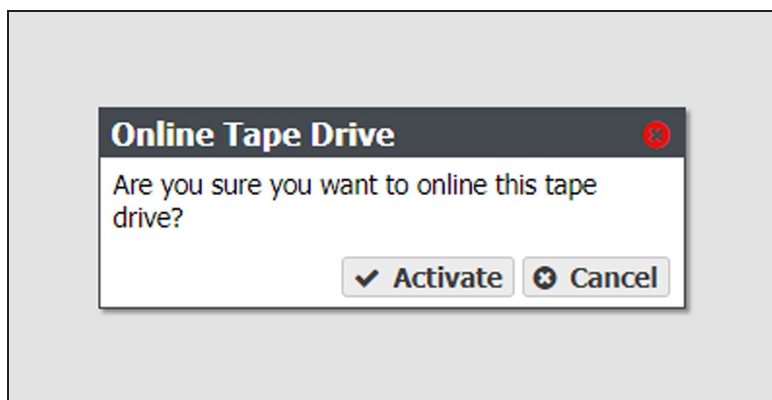 Online Tape Drive
Are you sure you want to online this tape
drive?
Activate Cancel